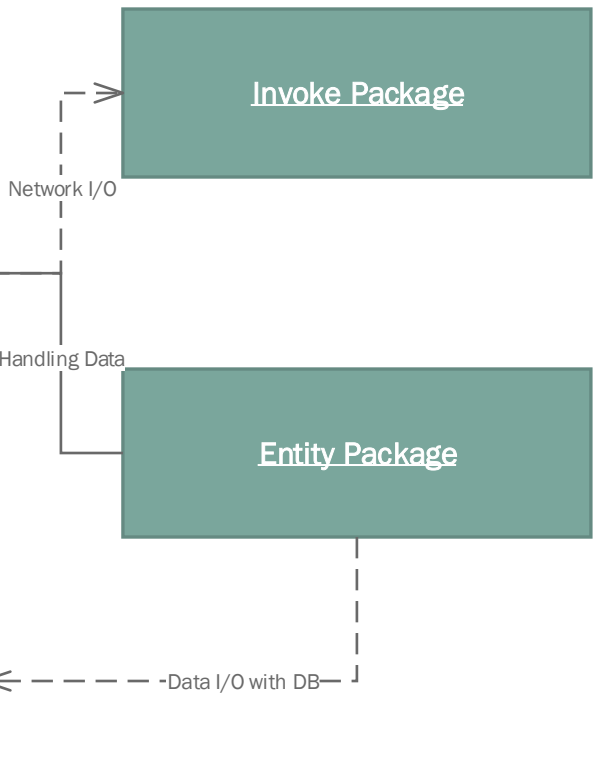 Invoke Package
Network I/O
Handling Data
Entity Package
Data I/O with DB